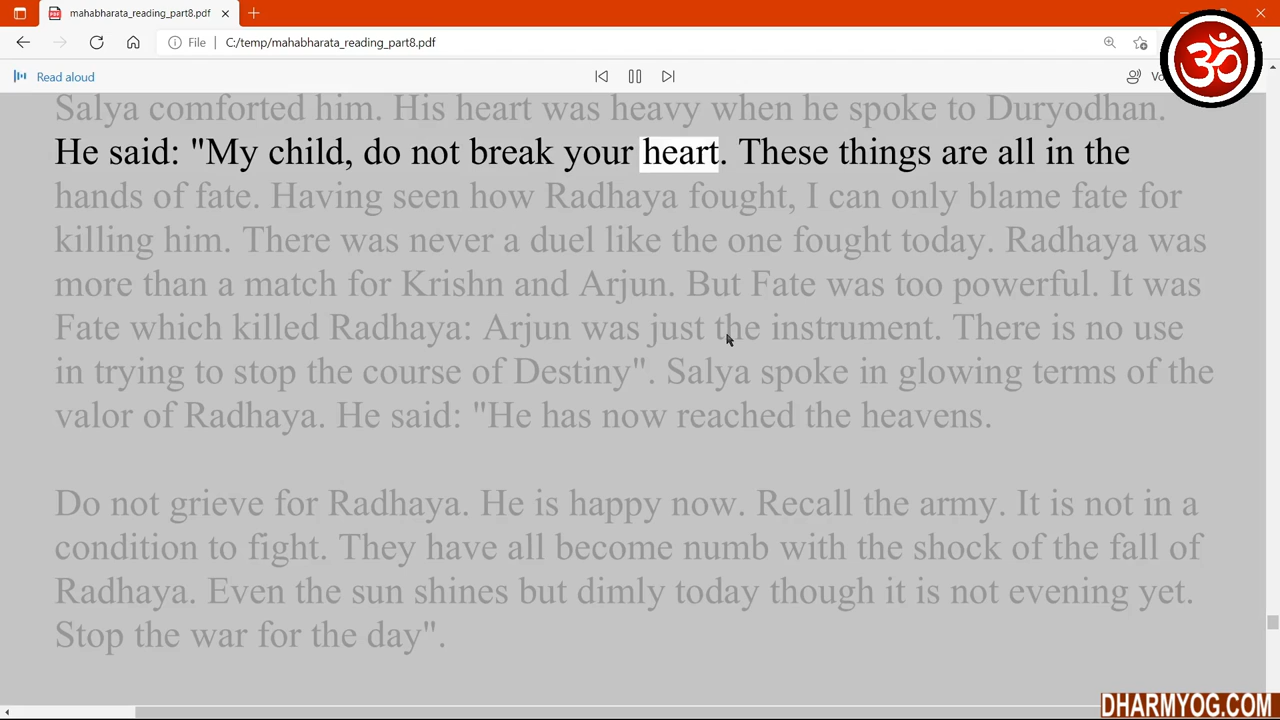 mahabharata_reading_part8.pdf
File
C:/temp/mahabharata_reading_part8.pdf
Read aloud
Salya comforted him. His heart was heavy when he spoke to Duryodhan.
He said: "My child, do not break your heart. These things are all in the
hands of fate. Having seen how Radhaya fought, I can only blame fate for
killing him. There was never a duel like the one fought today. Radhaya was
more than a match for Krishn and Arjun. But Fate was too powerful. It was
Fate which killed Radhaya: Arjun was just the instrument. There is no use
in trying to stop the course of Destiny". Salya spoke in glowing terms of the
valor of Radhaya. He said: "He has now reached the heavens.
Do not grieve for Radhaya. He is happy now. Recall the army. It is not in a
condition to fight. They have all become numb with the shock of the fall of
Radhaya. Even the sun shines but dimly today though it is not evening yet.
Stop the war for the day".
ॐ
DHARMYOG.COM